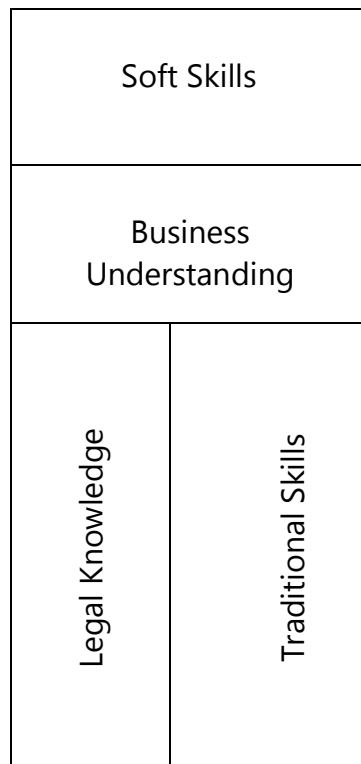 Soft Skills
Business
Understanding
Legal Knowledge
Traditional Skills